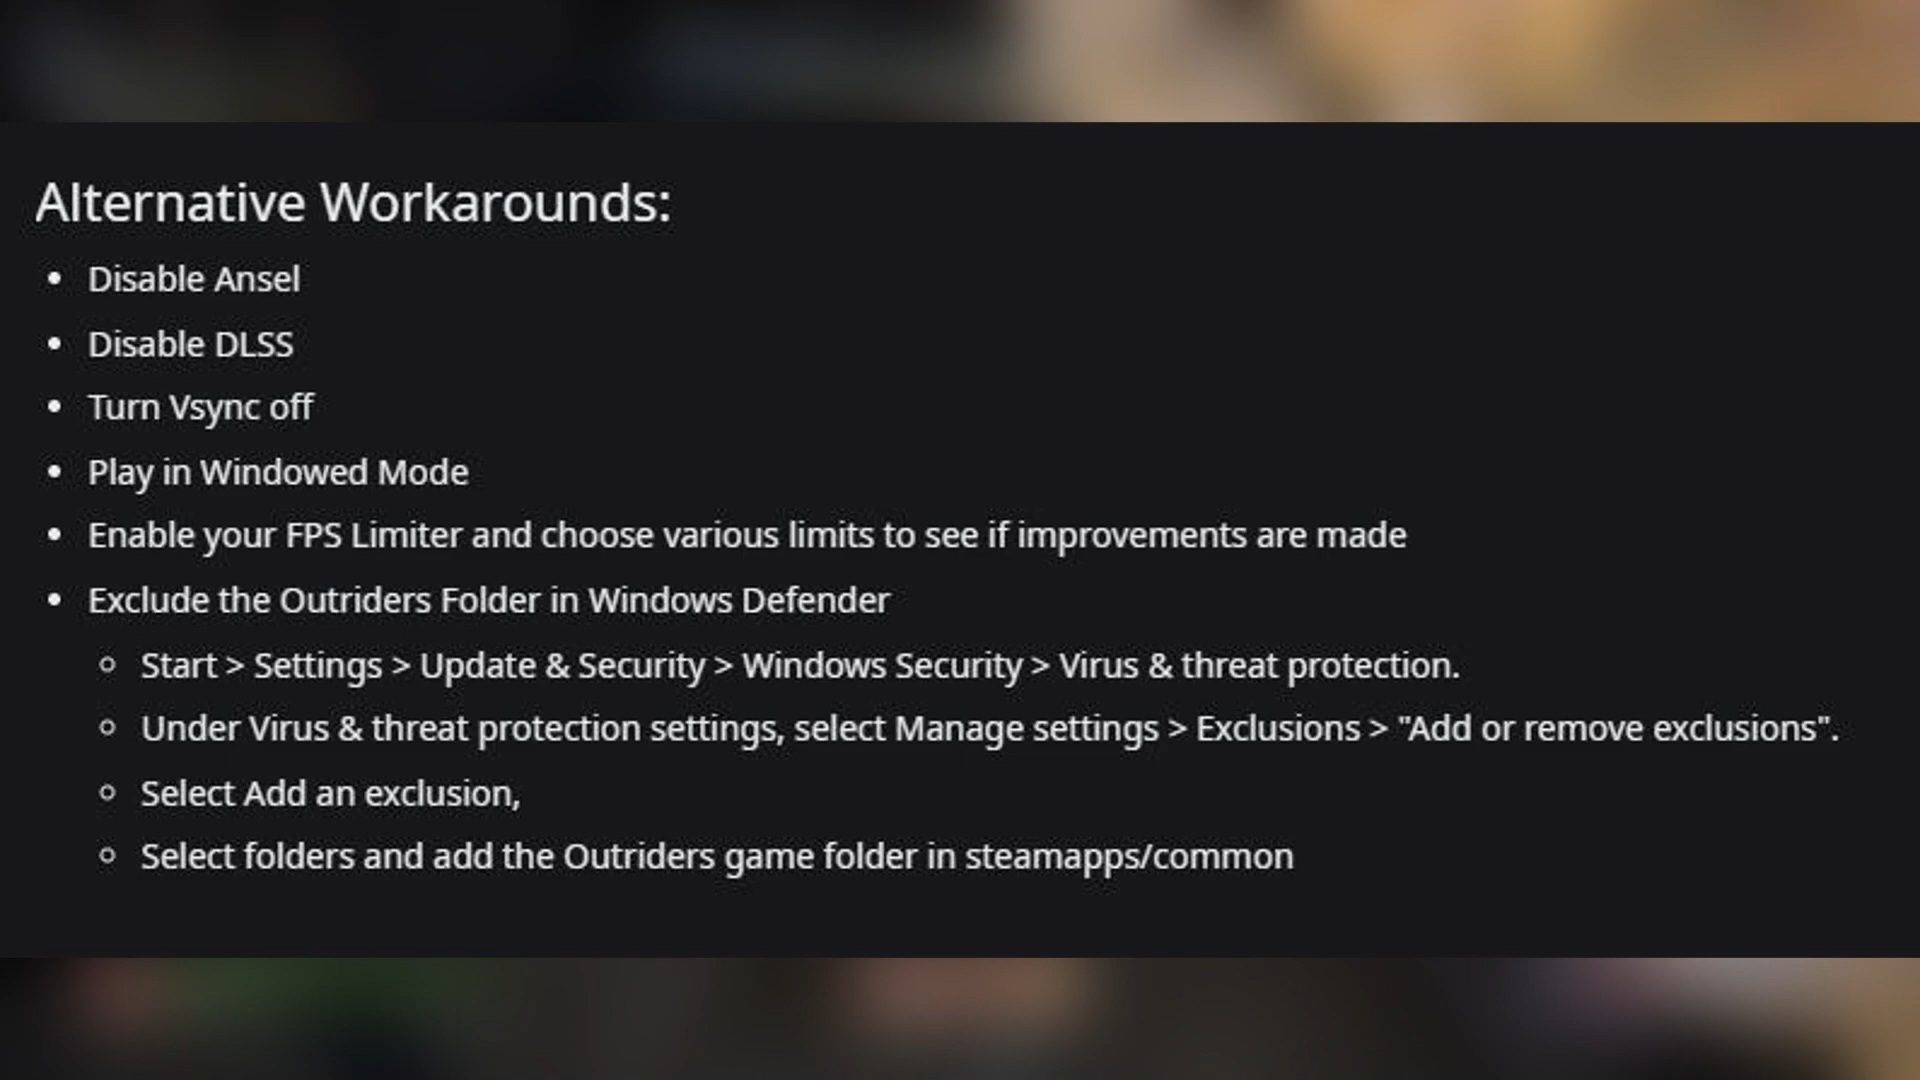 Alternative Workarounds:
• Disable Ansel
• Disable DLSS
• Turn Vsync off
• Play in Windowed Mode
• Enable your FPS Limiter and choose various limits to see if improvements are made
• Exclude the Outriders Folder in Windows Defender
◦ Start > Settings > Update & Security > Windows Security > Virus & threat protection.
◦ Under Virus & threat protection settings, select Manage settings > Exclusions > "Add or remove exclusions".
◦ Select Add an exclusion,
◦ Select folders and add the Outriders game folder in steamapps/common